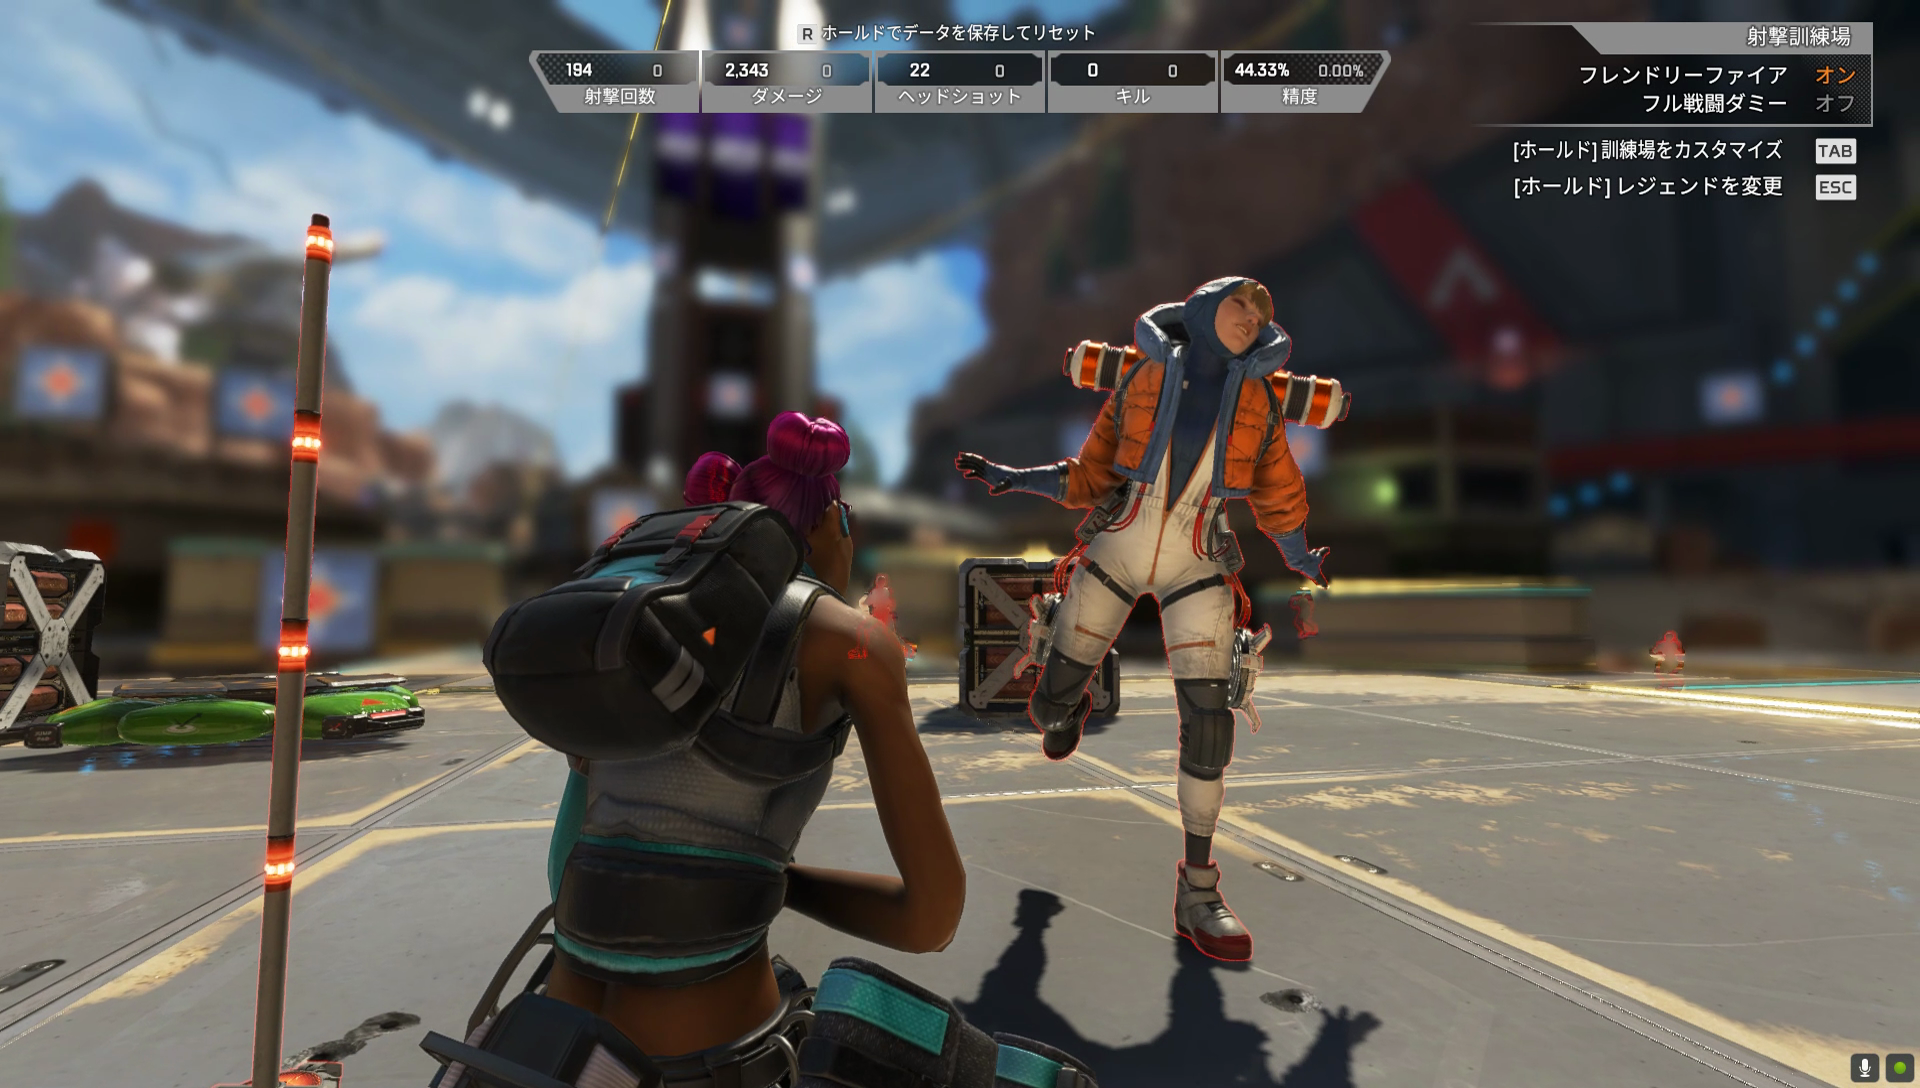 R ホールドでデータを保存してリセット
194 0 2,343 0 22 0 0 0 44.33% 0.00%
射撃回数 ダメージ ヘッドショット キル 精度
射撃訓練場
フレンドリーファイア オン
フル戦闘ダミー オフ
[ホールド]訓練場をカスタマイズ TAB
[ホールド]レジェンドを変更 ESC
JUMP
PAD